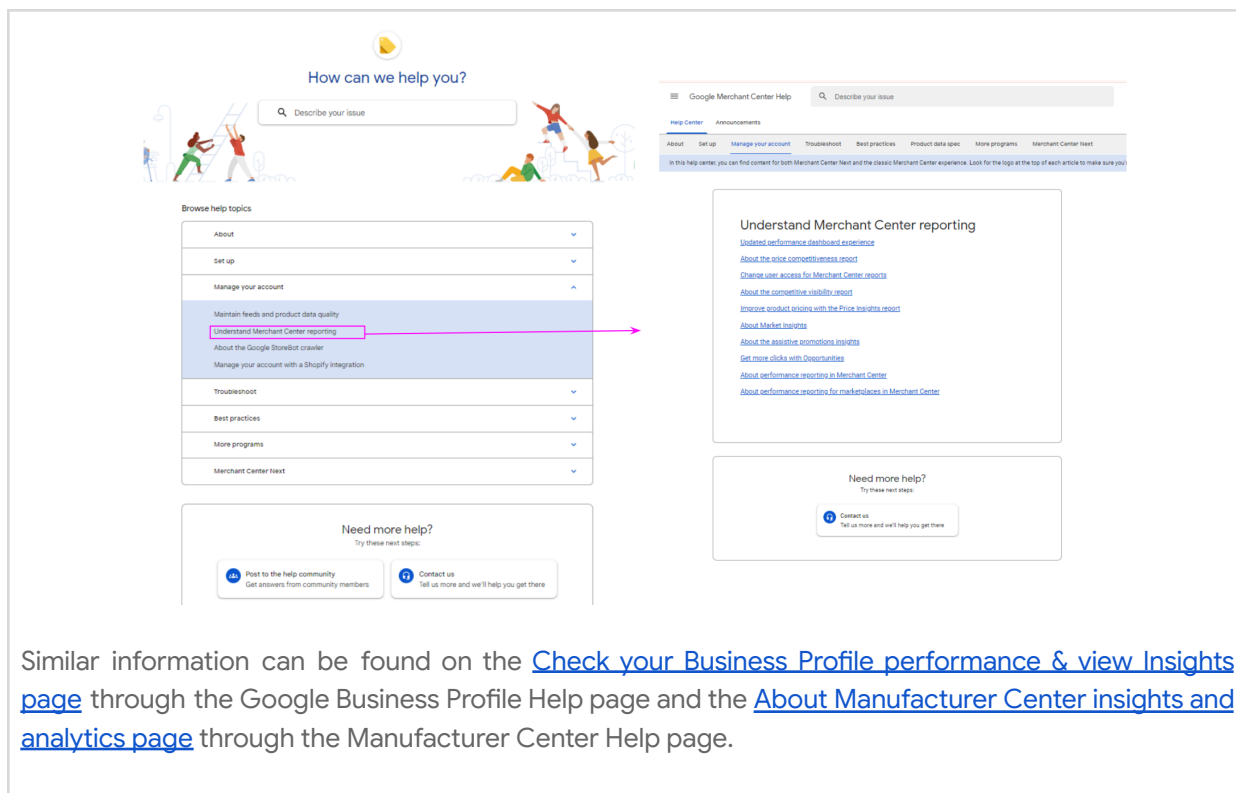 How can we help you?
Describe your issue
Browse help topics
About
Set up
Manage your account
Maintain feeds and product data quality
Understand Merchant Center reporting
About the Google StoreBot crawler
Manage your account with a Shopify Integration
Troubleshoot
Best practices
More programs
Merchant Center Next
Need more help?
Try these next steps:
Post to the help community
Get answers from community members
Contact us
Tell us more and we'll help you get there
Google Merchant Center Help
Describe your issue
Help Center Announcements
About Set up Manage your account Troubleshoot Best practices Product data spec More programs Merchant Center Next
In this help center, you can find content for both Merchant Center Next and the classic Merchant Center experience. Look for the logo at the top of each article to make sure you'
Understand Merchant Center reporting
Updated performance dashboard experience
About the price competitiveness report
Change user access for Merchant Center reports
About the competitive visibility report
Improve product pricing with the Price Insights report
About Market Insights
About the assistive promotions insights
Get more clicks with Opportunities
About performance reporting in Merchant Center
About performance reporting for marketplaces in Merchant Center
Need more help?
Try these next steps:
Contact us
Tell us more and we'll help you get there
Similar information can be found on the Check your Business Profile performance & view Insights
page through the Google Business Profile Help page and the About Manufacturer Center insights and
analytics page through the Manufacturer Center Help page.